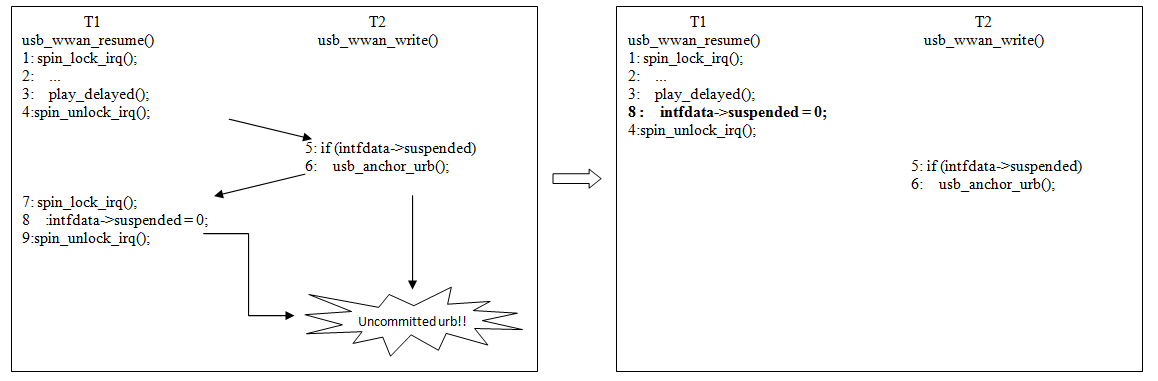 T1 T2
usb_wwan_resume() usb_wwan_write()
1: spin_lock_irq();
2: ...
3: play_delayed();
4:spin_unlock_irq();
5: if (intfdata->suspended)
6: usb_anchor_urb();
7: spin_lock_irq();
8 :intfdata->suspended = 0;
9:spin_unlock_irq();
Uncommitted urb!!
T1 T2
usb_wwan_resume() usb_wwan_write()
1: spin_lock_irq();
2: ...
3: play_delayed();
8 : intfdata->suspended = 0;
4:spin_unlock_irq();
5: if (intfdata->suspended)
6: usb_anchor_urb();